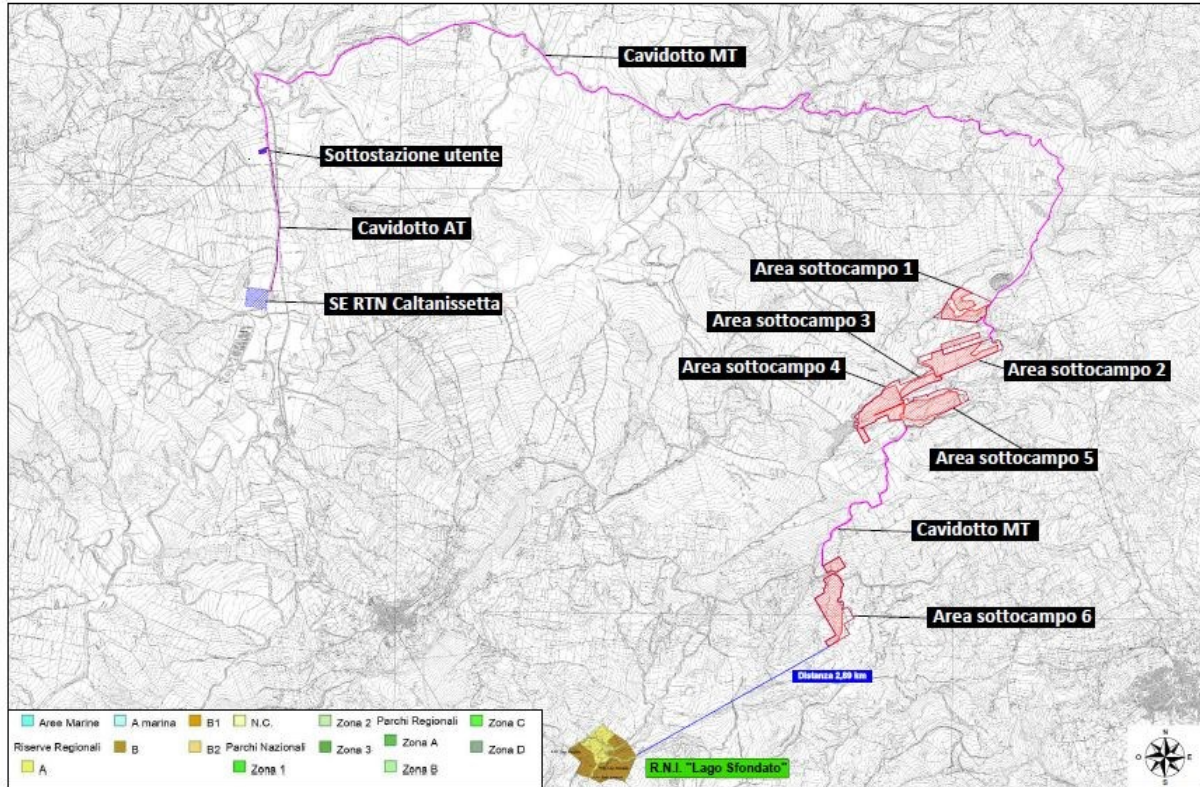 Cavidotto MT
Sottostazione utente
Cavidotto AT
SE RTN Caltanissetta
Area sottocampo 1
Area sottocampo 3
Area sottocampo 4
Area sottocampo 2
Area sottocampo 5
Cavidotto MT
Area sottocampo 6
Distanza 2,89 km
R.N.I. "Lago Sfondato"
Aree Marine
A marina
B1
N.C.
Zona 2
Parchi Regionali
Zona C
Riserve Regionali
B
B2
Parchi Nazionali
Zona 3
Zona A
Zona D
A
Zona 1
Zona B
N
O
E
S